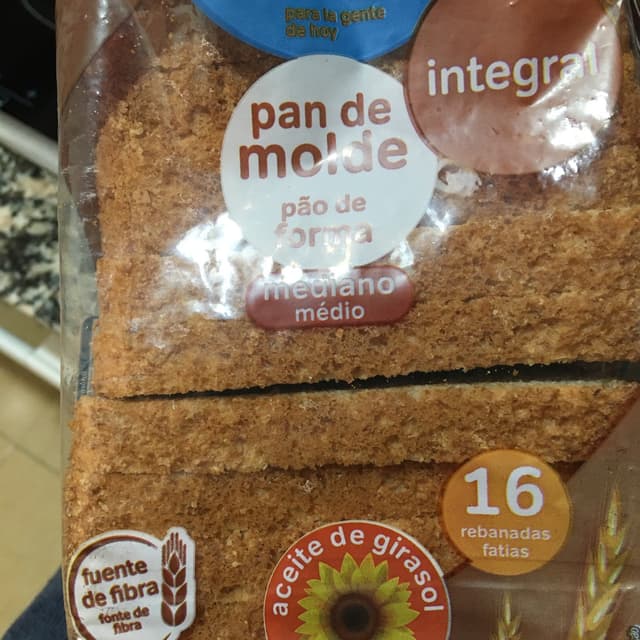 para la gente
de hoy
integral
pan de
molde
pão de
forma
mediano
médio
16
rebanadas
fatias
aceite de girasol
fuente
de fibra
fonte de
fibra